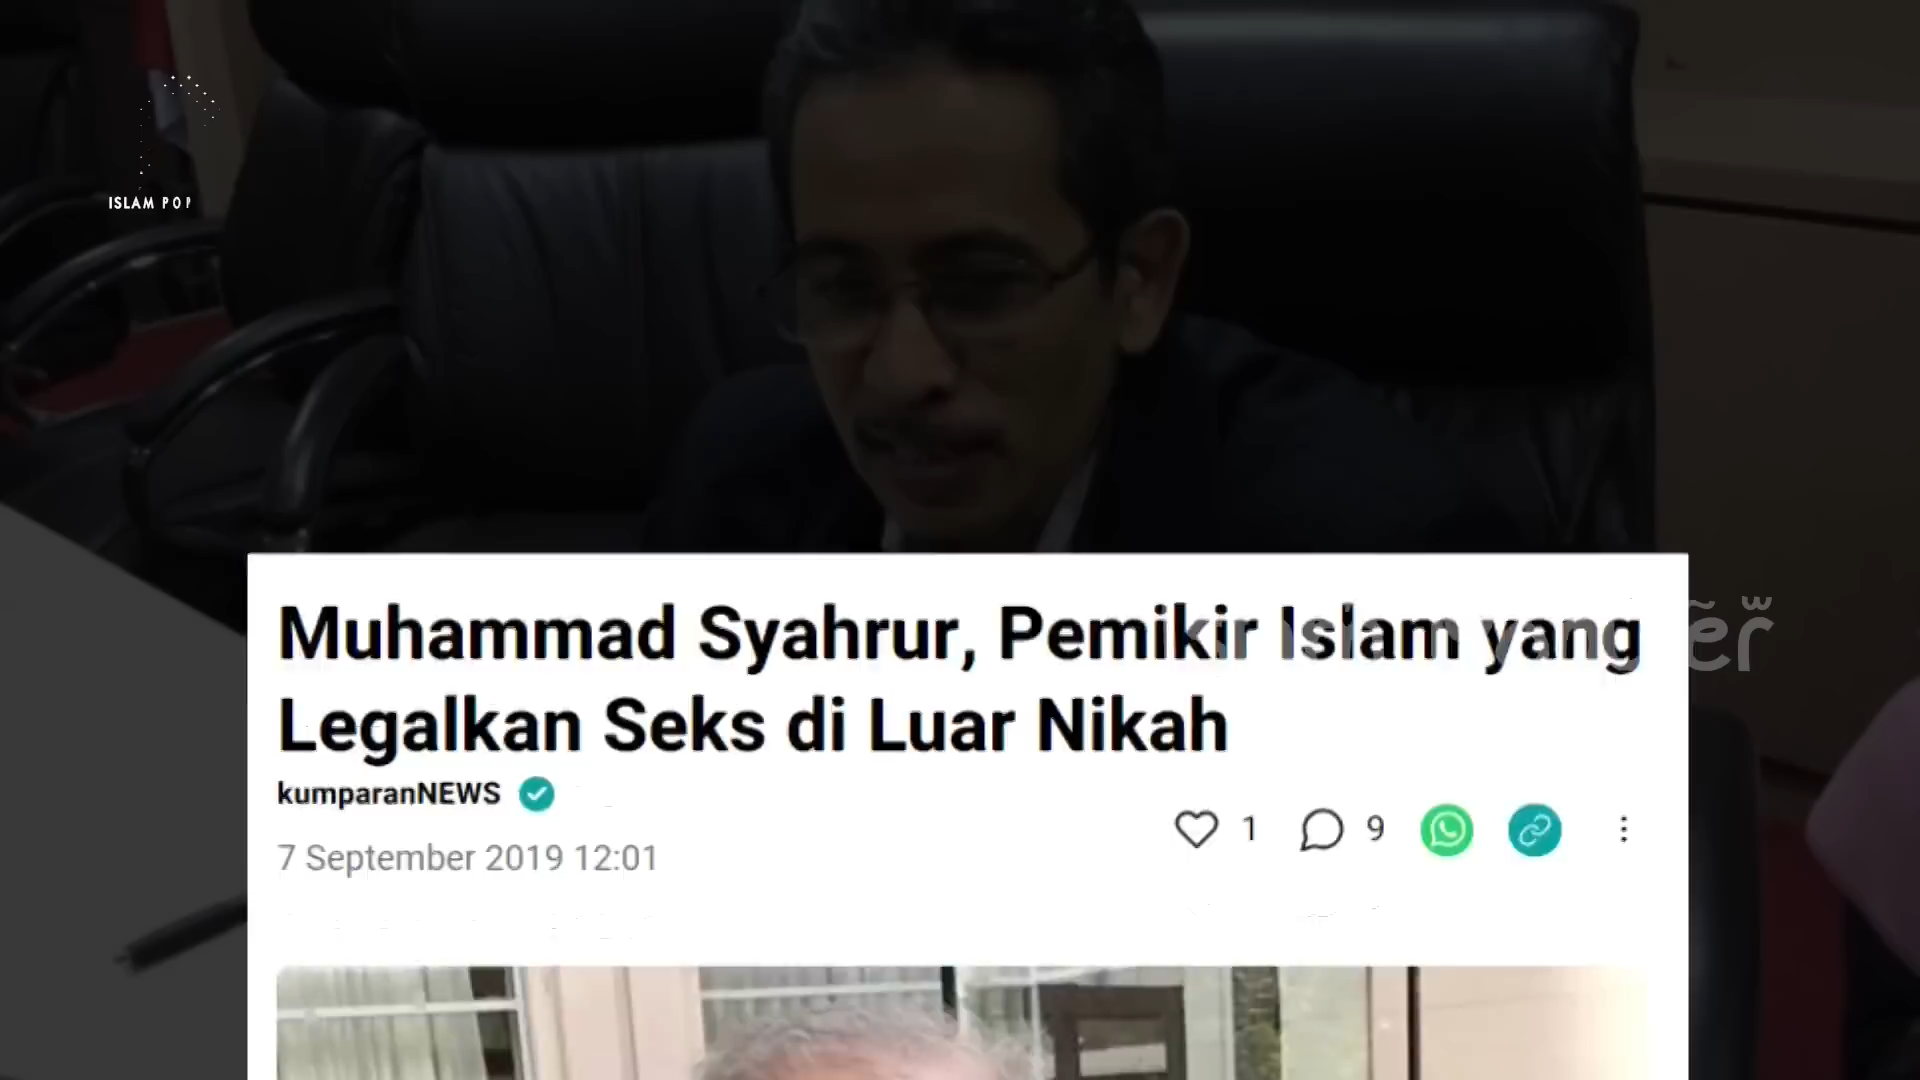 ISLAM POP
Muhammad Syahrur, Pemikir Islam yang
Legalkan Seks di Luar Nikah
kumparanNEWS
7 September 2019 12:01
1
9